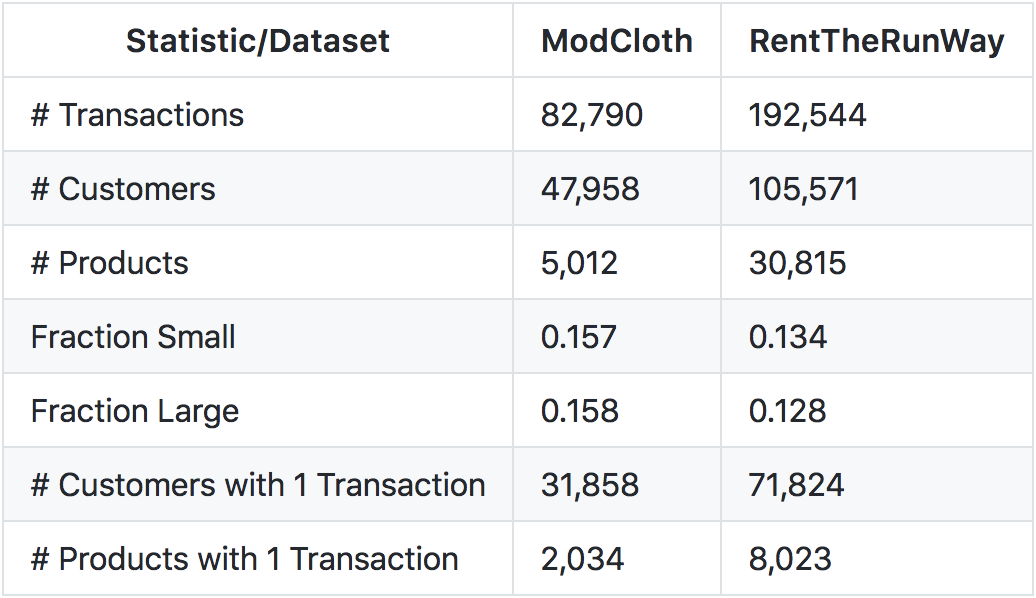 Statistic/Dataset ModCloth RentTheRunWay
# Transactions 82,790 192,544
# Customers 47,958 105,571
# Products 5,012 30,815
Fraction Small 0.157 0.134
Fraction Large 0.158 0.128
# Customers with 1 Transaction 31,858 71,824
# Products with 1 Transaction 2,034 8,023